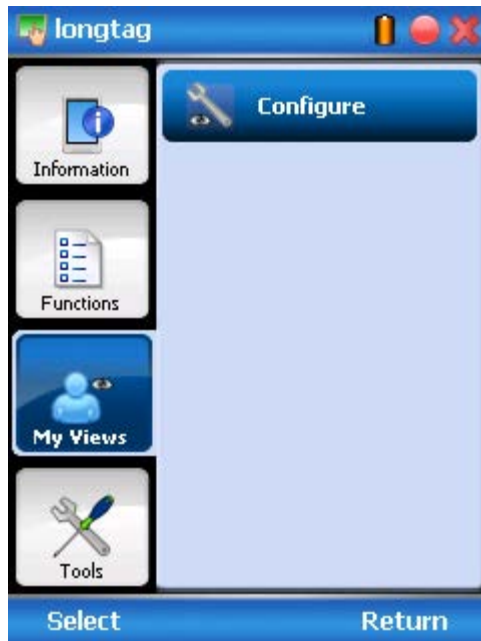 longtag
Configure
Information
Functions
My Views
Tools
Select
Return